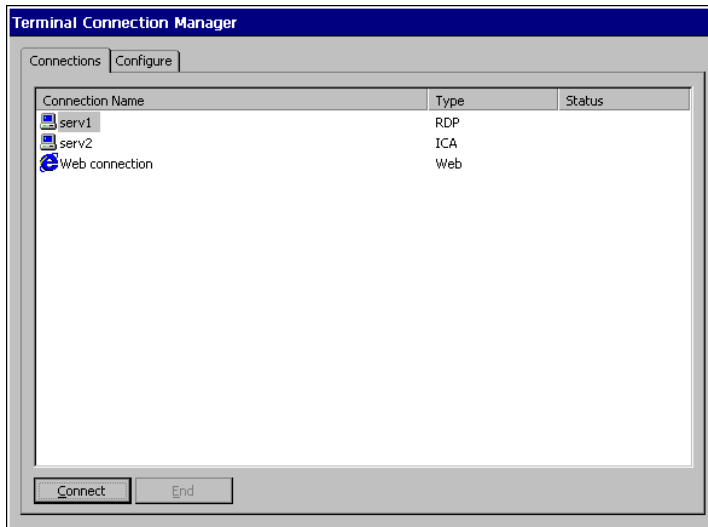 Terminal Connection Manager
Connections Configure
Connection Name Type Status
serv1 RDP
serv2 ICA
Web connection Web
Connect End